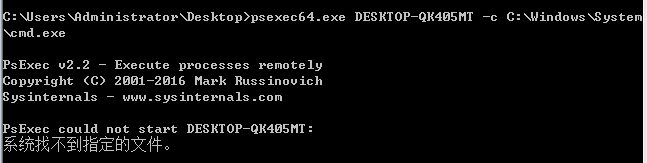 C:\Users\Administrator\Desktop>psexec64.exe DESKTOP-QK405MT -c C:\Windows\System
\cmd.exe
PsExec v2.2 - Execute processes remotely
Copyright (C) 2001-2016 Mark Russinovich
Sysinternals - www.sysinternals.com
PsExec could not start DESKTOP-QK405MT:
系统找不到指定的文件。